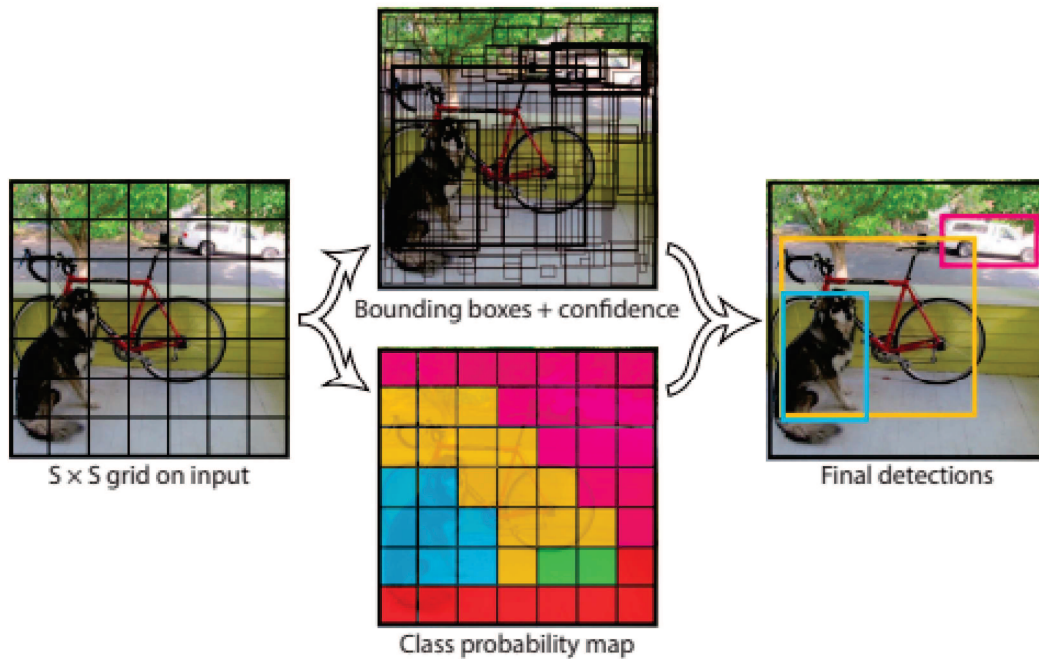 Bounding boxes + confidence
S × S grid on input
Final detections
Class probability map